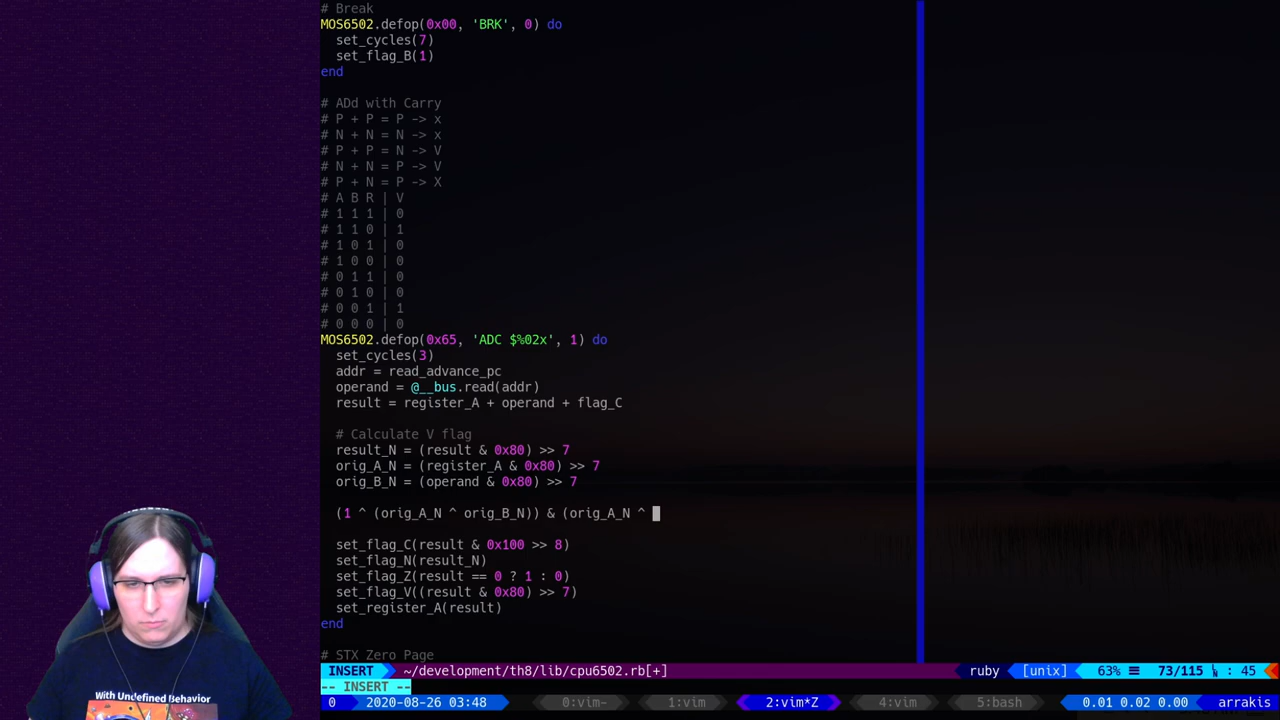 # Break
MOS6502.defop(0x00, 'BRK', 0) do
  set_cycles(7)
  set_flag_B(1)
end
# ADd with Carry
# P + P = P -> x
# N + N = N -> x
# P + P = N -> V
# N + N = P -> V
# P + N = P -> X
# A B R | V
# 1 1 1 | 0
# 1 1 0 | 1
# 1 0 1 | 0
# 1 0 0 | 0
# 0 1 1 | 0
# 0 1 0 | 0
# 0 0 1 | 1
# 0 0 0 | 0
MOS6502.defop(0x65, 'ADC $%02x', 1) do
  set_cycles(3)
  addr = read_advance_pc
  operand = @__bus.read(addr)
  result = register_A + operand + flag_C
  # Calculate V flag
  result_N = (result & 0x80) >> 7
  orig_A_N = (register_A & 0x80) >> 7
  orig_B_N = (operand & 0x80) >> 7
  (1 ^ (orig_A_N ^ orig_B_N)) & (orig_A_N ^
  set_flag_C(result & 0x100 >> 8)
  set_flag_N(result_N)
  set_flag_Z(result == 0 ? 1 : 0)
  set_flag_V((result & 0x80) >> 7)
  set_register_A(result)
end
# STX Zero Page
INSERT ~/development/th8/lib/cpu6502.rb[+] ruby [unix] 63% 73/115 : 45
-- INSERT --
0 2020-08-26 03:48 0:vim- 1:vim 2:vim*Z 4:vim 5:bash 0.01 0.02 0.00 arrakis
With Undefined Behavior